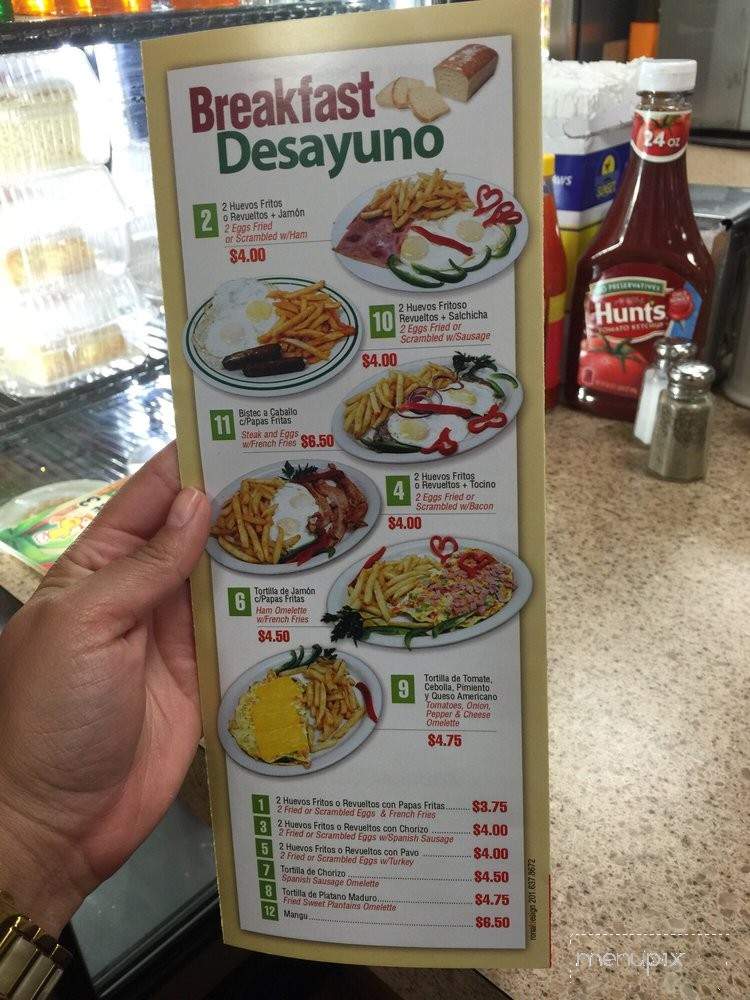 Breakfast
Desayuno
2
2 Huevos Fritos
o Revueltos + Jamón
2 Eggs Fried
or Scrambled w/Ham
$4.00
10
2 Huevos Fritoso
Revueltos + Salchicha
2 Eggs Fried or
Scrambled w/Sausage
$4.00
11
Bistec a Caballo
c/Papas Fritas
Steak and Eggs
w/French Fries $6.50
4
2 Huevos Fritos
o Revueltos + Tocino
2 Eggs Fried or
Scrambled w/Bacon
$4.00
6
Tortilla de Jamón
c/Papas Fritas
Ham Omelette
w/French Fries
$4.50
9
Tortilla de Tomate,
Cebolla, Pimiento
y Queso Americano
Tomatoes, Onion,
Pepper & Cheese
Omelette
$4.75
1 2 Huevos Fritos o Revueltos con Papas Fritas........ $3.75
2 Fried or Scrambled Eggs & French Fries
3 2 Huevos Fritos o Revueltos con Chorizo ............. $4.00
2 Fried or Scrambled Eggs w/Spanish Sausage
5 2 Huevos Fritos o Revueltos con Pavo ................. $4.00
2 Fried or Scrambled Eggs w/Turkey
7 Tortilla de Chorizo ................................ $4.50
Spanish Sausage Omelette
8 Tortilla de Platano Maduro......................... $4.75
Fried Sweet Plantains Omelette
12 Mangu............................................. $6.50
201.637.8672
24 OZ
PRESERVATIVES
Hunt's
TOMATO KETCHUP
menupix